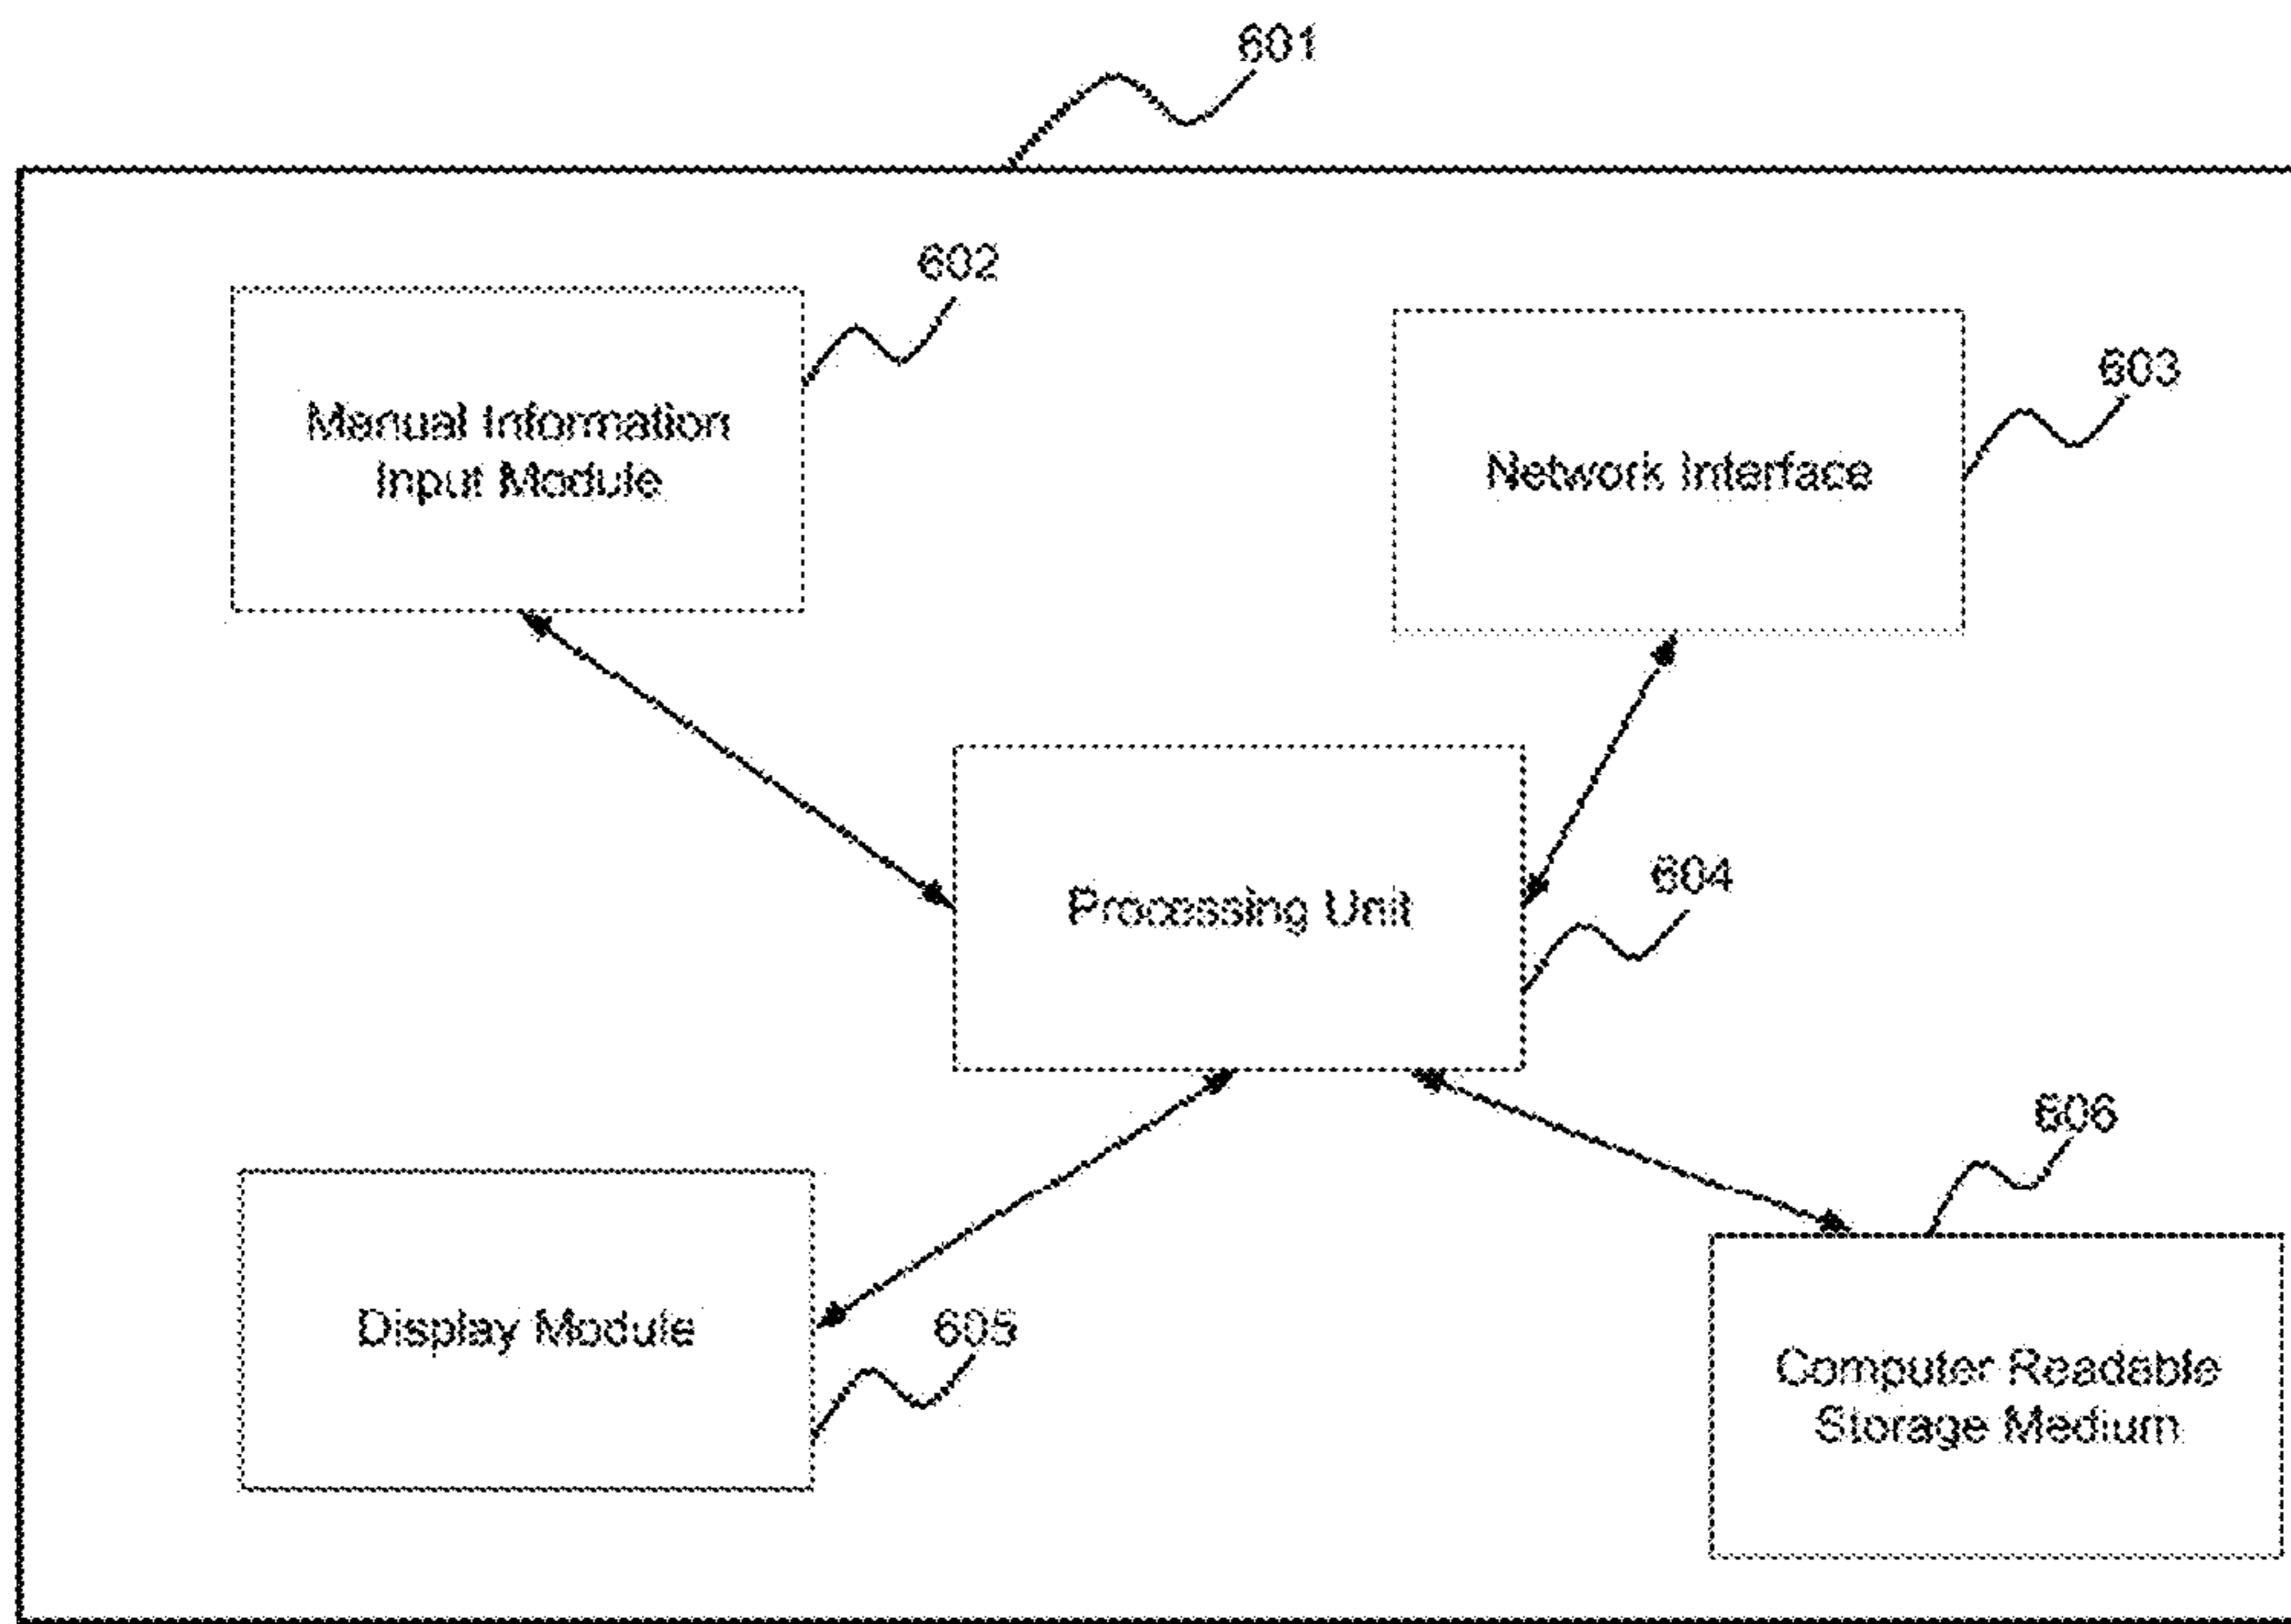 601
602
Manual Information
Input Module
603
Network Interface
604
Processing Unit
606
605
Display Module
Computer Readable
Storage Medium